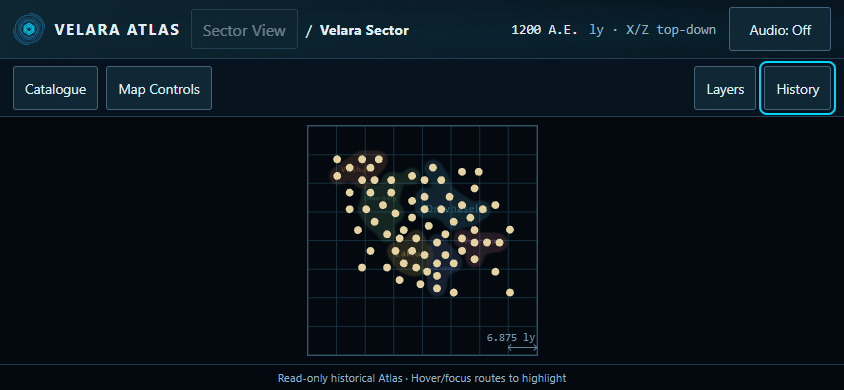 VELARA ATLAS
Sector View
/ Velara Sector
1200 A.E. ly · X/Z top-down
Audio: Off
Catalogue
Map Controls
Layers
History
6.875 ly
Read-only historical Atlas · Hover/focus routes to highlight